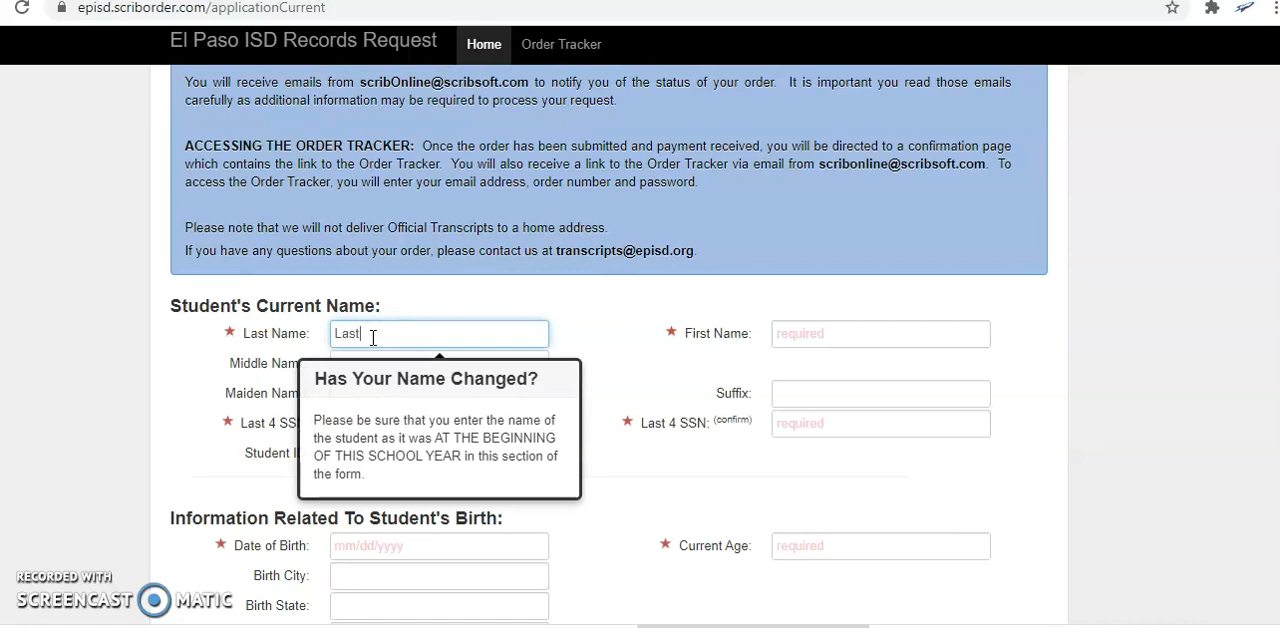 episd.scriborder.com/applicationCurrent
El Paso ISD Records Request Home Order Tracker
You will receive emails from scribOnline@scribsoft.com to notify you of the status of your order. It is important you read those emails
carefully as additional information may be required to process your request.
ACCESSING THE ORDER TRACKER: Once the order has been submitted and payment received, you will be directed to a confirmation page
which contains the link to the Order Tracker. You will also receive a link to the Order Tracker via email from scribonline@scribsoft.com. To
access the Order Tracker, you will enter your email address, order number and password.
Please note that we will not deliver Official Transcripts to a home address.
If you have any questions about your order, please contact us at transcripts@episd.org.
Student's Current Name:
* Last Name: Last * First Name: required
Middle Nam
Has Your Name Changed?
Maiden Nam Suffix:
Please be sure that you enter the name of
* Last 4 SS * Last 4 SSN: (confirm) required
the student as it was AT THE BEGINNING
Student I
OF THIS SCHOOL YEAR in this section of
the form.
Information Related To Student's Birth:
* Date of Birth: mm/dd/yyyy * Current Age: required
Birth City:
Birth State:
RECORDED WITH
SCREENCAST MATIC